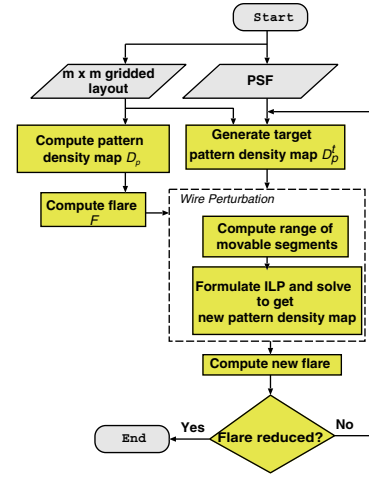 Start
m x m gridded
layout
PSF
Compute pattern
density map Dp
Generate target
pattern density map Dpt
Compute flare
F
Wire Perturbation
Compute range of
movable segments
Formulate ILP and solve
to get
new pattern density map
Compute new flare
Flare reduced?
Yes
No
End